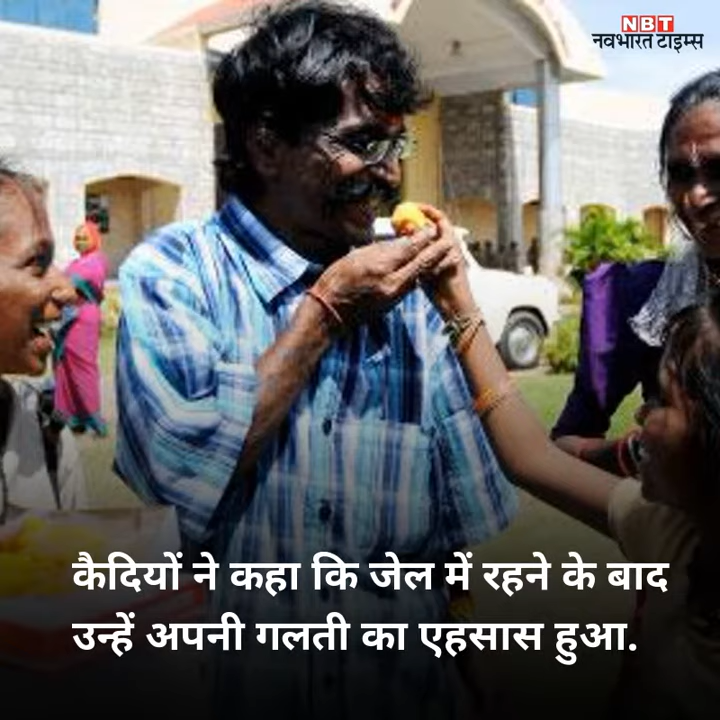 NBT
नवभारत टाइम्स
कैदियों ने कहा कि जेल में रहने के बाद
उन्हें अपनी गलती का एहसास हुआ.